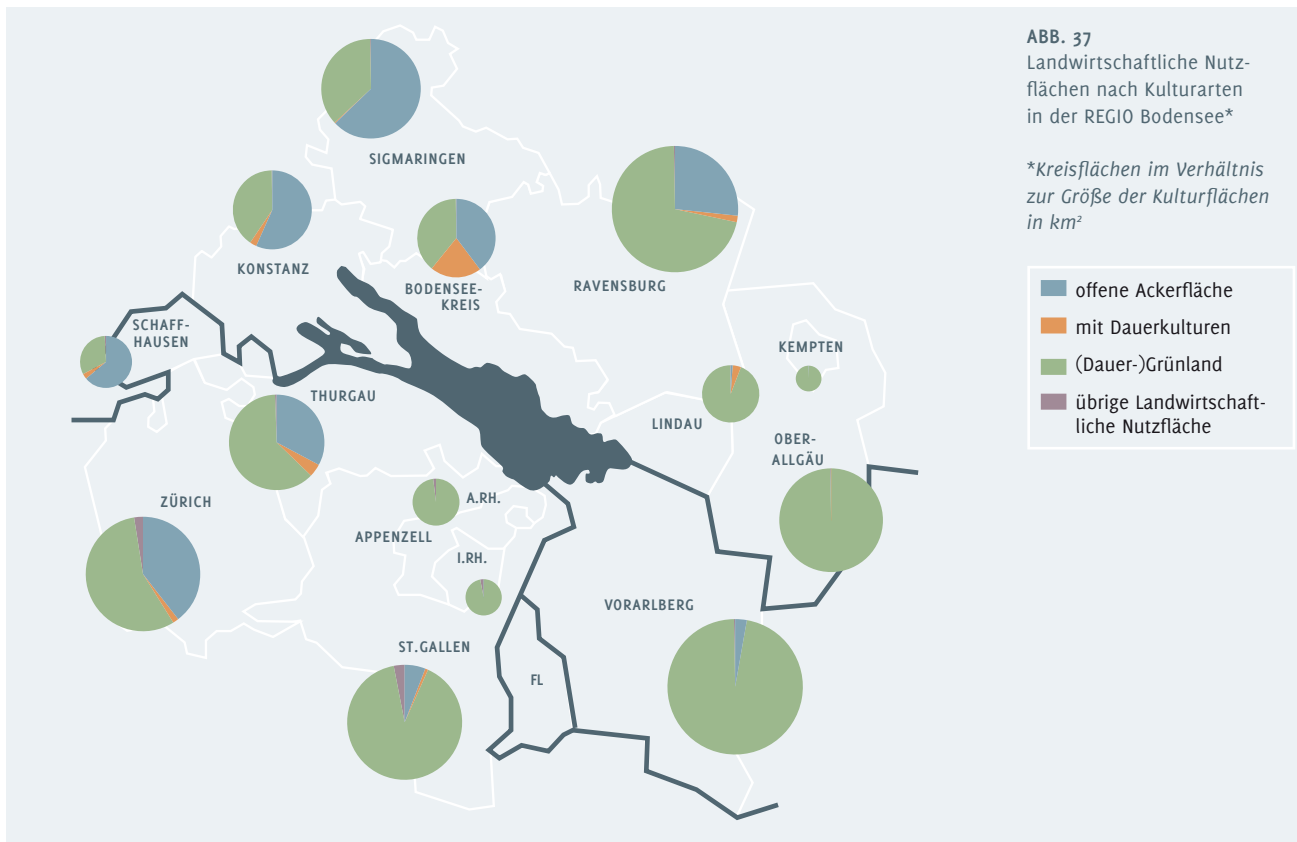 ABB. 37
Landwirtschaftliche Nutz-
flächen nach Kulturarten
in der REGIO Bodensee*
*Kreisflächen im Verhältnis
zur Größe der Kulturflächen
in km²
offene Ackerfläche
mit Dauerkulturen
(Dauer-)Grünland
übrige Landwirtschaft-
liche Nutzfläche
SIGMARINGEN
KONSTANZ
BODENSEE-
KREIS
RAVENSBURG
SCHAFF-
HAUSEN
KEMPTEN
THURGAU
LINDAU
OBER-
ALLGÄU
ZÜRICH
A.RH.
APPENZELL
I.RH.
VORARLBERG
ST.GALLEN
FL